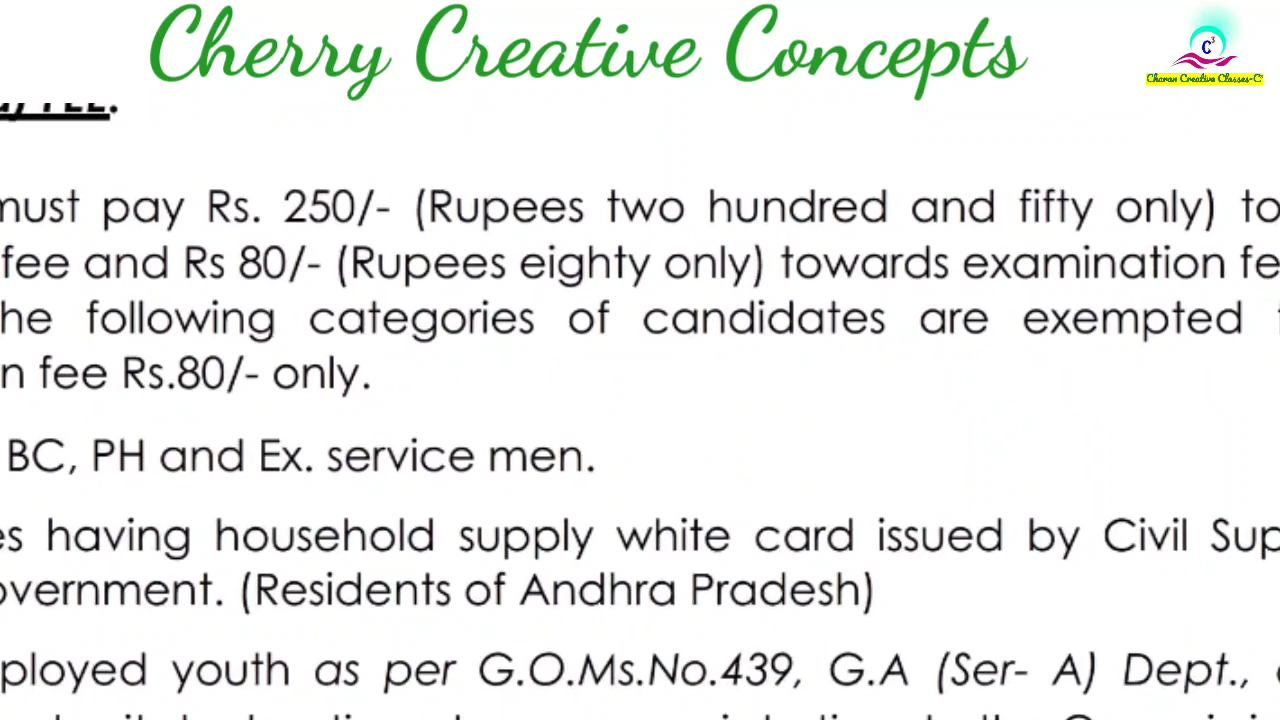 Cherry Creative Concepts
C³
Charan Creative Classes-C³
FEE:
must pay Rs. 250/- (Rupees two hundred and fifty only) to
fee and Rs 80/- (Rupees eighty only) towards examination fe
he following categories of candidates are exempted f
n fee Rs.80/- only.
BC, PH and Ex. service men.
es having household supply white card issued by Civil Sup
overnment. (Residents of Andhra Pradesh)
ployed youth as per G.O.Ms.No.439, G.A (Ser- A) Dept.,